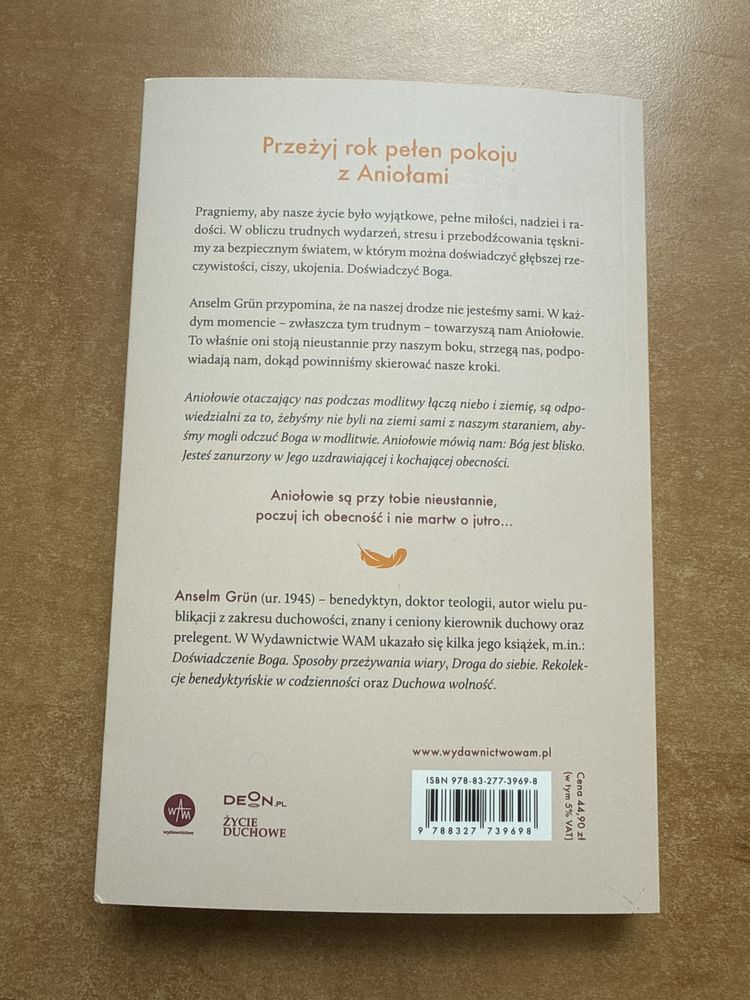 Przeżyj rok pełen pokoju
z Aniołami
Pragniemy, aby nasze życie było wyjątkowe, pełne miłości, nadziei i ra-
dości. W obliczu trudnych wydarzeń, stresu i przebodźcowania tęskni-
my za bezpiecznym światem, w którym można doświadczyć głębszej rze-
czywistości, ciszy, ukojenia. Doświadczyć Boga.
Anselm Grün przypomina, że na naszej drodze nie jesteśmy sami. W każ-
dym momencie – zwłaszcza tym trudnym – towarzyszą nam Aniołowie.
To właśnie oni stoją nieustannie przy naszym boku, strzegą nas, podpo-
wiadają nam, dokąd powinniśmy skierować nasze kroki.
Aniołowie otaczający nas podczas modlitwy łączą niebo i ziemię, są odpo-
wiedzialni za to, żebyśmy nie byli na ziemi sami z naszym staraniem, aby-
śmy mogli odczuć Boga w modlitwie. Aniołowie mówią nam: Bóg jest blisko.
Jesteś zanurzony w Jego uzdrawiającej i kochającej obecności.
Aniołowie są przy tobie nieustannie,
poczuj ich obecność i nie martw o jutro...
Anselm Grün (ur. 1945) – benedyktyn, doktor teologii, autor wielu pu-
blikacji z zakresu duchowości, znany i ceniony kierownik duchowy oraz
prelegent. W Wydawnictwie WAM ukazało się kilka jego książek, m.in.:
Doświadczenie Boga. Sposoby przeżywania wiary, Droga do siebie. Rekolek-
cje benedyktyńskie w codzienności oraz Duchowa wolność.
www.wydawnictwowam.pl
ISBN 978-83-277-3969-8
9 788327 739698
Cena 44,90 zł
(w tym 5% VAT)
WAM
wydawnictwo
DEON.PL
ŻYCIE
DUCHOWE